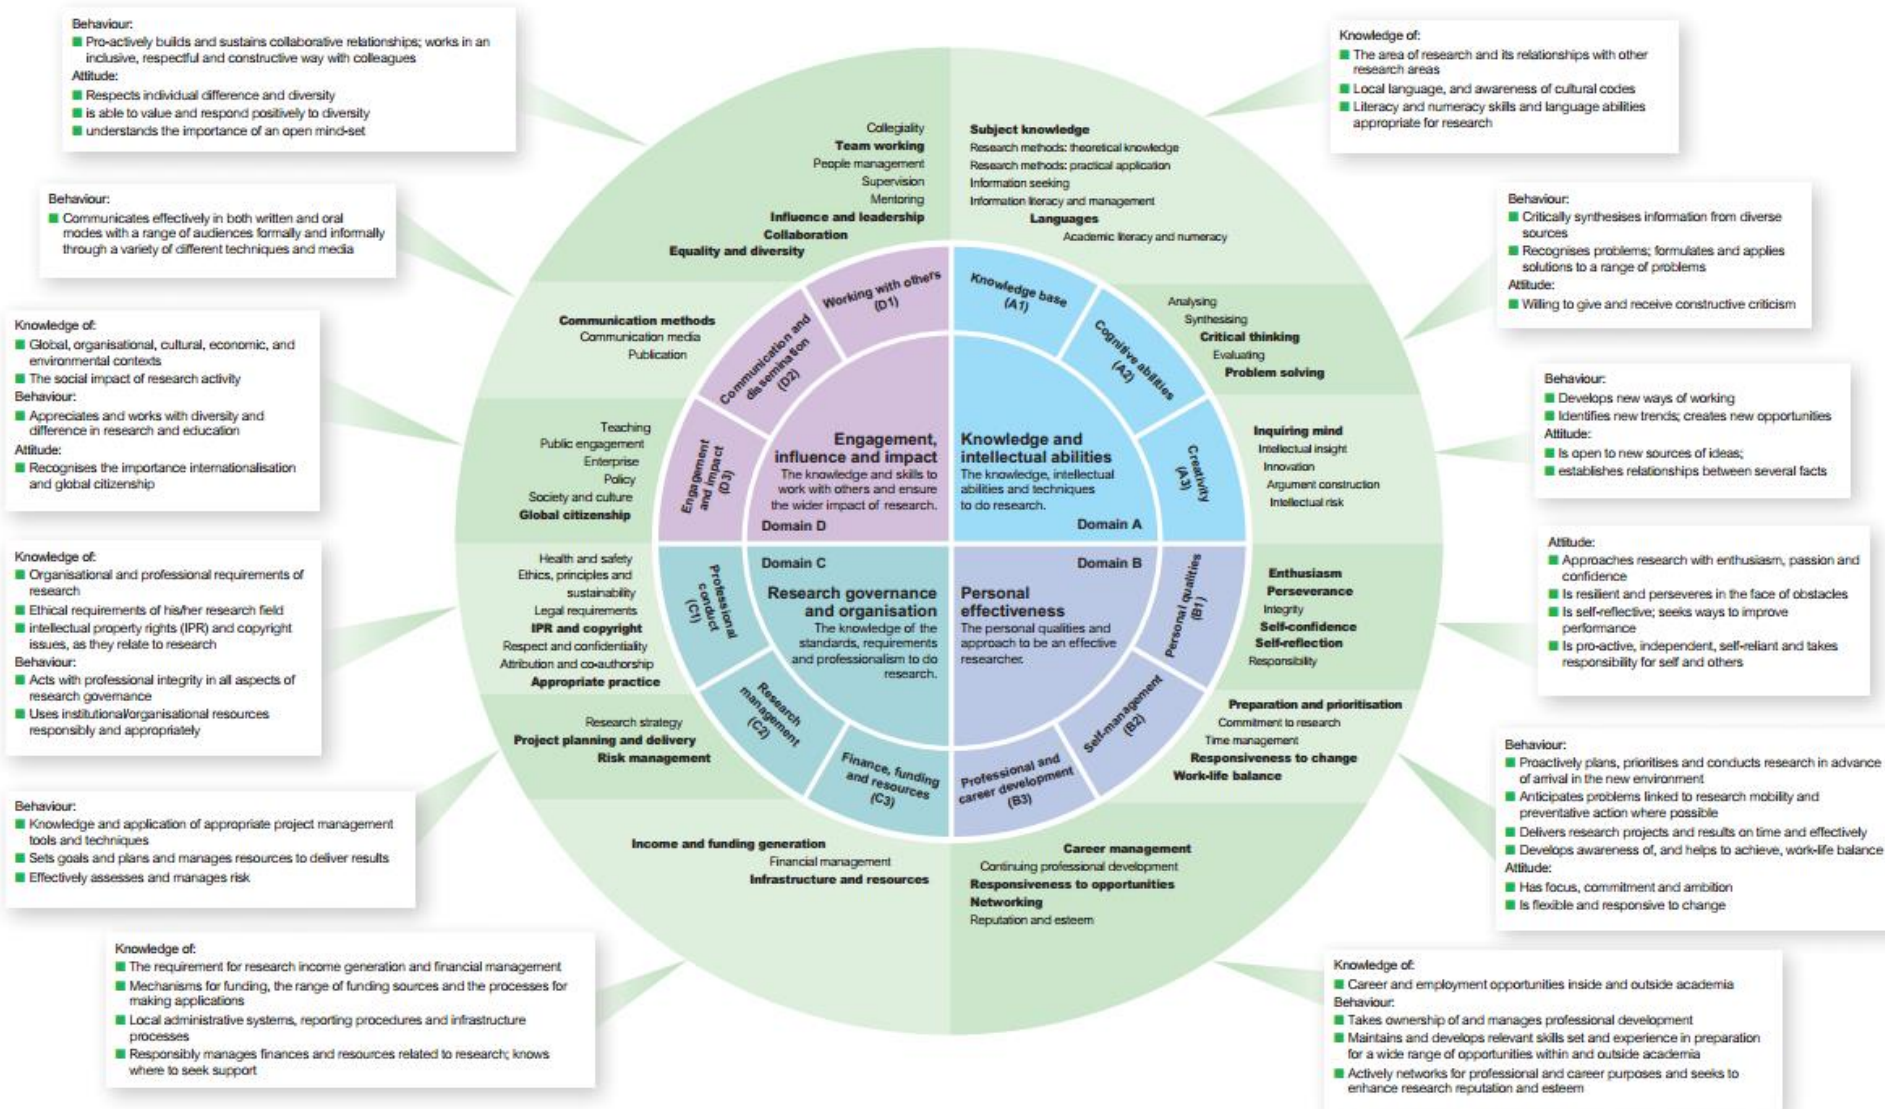 Behaviour:
Pro-actively builds and sustains collaborative relationships; works in an
inclusive, respectful and constructive way with colleagues
Attitude:
Respects individual difference and diversity
is able to value and respond positively to diversity
understands the importance of an open mind-set
Behaviour:
Communicates effectively in both written and oral
modes with a range of audiences formally and informally
through a variety of different techniques and media
Knowledge of:
Global, organisational, cultural, economic, and
environmental contexts
The social impact of research activity
Behaviour:
Appreciates and works with diversity and
difference in research and education
Attitude:
Recognises the importance internationalisation
and global citizenship
Knowledge of:
Organisational and professional requirements of
research
Ethical requirements of his/her research field
intellectual property rights (IPR) and copyright
issues, as they relate to research
Behaviour:
Acts with professional integrity in all aspects of
research governance
Uses institutional/organisational resources
responsibly and appropriately
Behaviour:
Knowledge and application of appropriate project management
tools and techniques
Sets goals and plans and manages resources to deliver results
Effectively assesses and manages risk
Knowledge of:
The requirement for research income generation and financial management
Mechanisms for funding, the range of funding sources and the processes for
making applications
Local administrative systems, reporting procedures and infrastructure
processes
Responsibly manages finances and resources related to research; knows
where to seek support
Collegiality
Team working
People management
Supervision
Mentoring
Influence and leadership
Collaboration
Equality and diversity
Communication methods
Communication media
Publication
Teaching
Public engagement
Enterprise
Policy
Society and culture
Global citizenship
Health and safety
Ethics, principles and
sustainability
Legal requirements
IPR and copyright
Respect and confidentiality
Attribution and co-authorship
Appropriate practice
Research strategy
Project planning and delivery
Risk management
Income and funding generation
Financial management
Infrastructure and resources
Working with others
(D1)
Communication and
dissemination
(D2)
Engagement
and impact
(D3)
Professional
conduct
(C1)
Research
management
(C2)
Finance, funding
and resources
(C3)
Engagement,
influence and impact
The knowledge and skills to
work with others and ensure
the wider impact of research.
Domain D
Domain C
Research governance
and organisation
The knowledge of the
standards, requirements
and professionalism to do
research.
Knowledge and
intellectual abilities
The knowledge, intellectual
abilities and techniques
to do research.
Domain A
Domain B
Personal
effectiveness
The personal qualities and
approach to be an effective
researcher.
Knowledge base
(A1)
Cognitive abilities
(A2)
Creativity
(A3)
Personal qualities
(B1)
Self-management
(B2)
Professional and
career development
(B3)
Subject knowledge
Research methods: theoretical knowledge
Research methods: practical application
Information seeking
Information literacy and management
Languages
Academic literacy and numeracy
Analysing
Synthesising
Critical thinking
Evaluating
Problem solving
Inquiring mind
Intellectual insight
Innovation
Argument construction
Intellectual risk
Enthusiasm
Perseverance
Integrity
Self-confidence
Self-reflection
Responsibility
Preparation and prioritisation
Commitment to research
Time management
Responsiveness to change
Work-life balance
Career management
Continuing professional development
Responsiveness to opportunities
Networking
Reputation and esteem
Knowledge of:
The area of research and its relationships with other
research areas
Local language, and awareness of cultural codes
Literacy and numeracy skills and language abilities
appropriate for research
Behaviour:
Critically synthesises information from diverse
sources
Recognises problems; formulates and applies
solutions to a range of problems
Attitude:
Willing to give and receive constructive criticism
Behaviour:
Develops new ways of working
Identifies new trends; creates new opportunities
Attitude:
Is open to new sources of ideas;
establishes relationships between several facts
Attitude:
Approaches research with enthusiasm, passion and
confidence
Is resilient and perseveres in the face of obstacles
Is self-reflective; seeks ways to improve
performance
Is pro-active, independent, self-reliant and takes
responsibility for self and others
Behaviour:
Proactively plans, prioritises and conducts research in advance
of arrival in the new environment
Anticipates problems linked to research mobility and
preventative action where possible
Delivers research projects and results on time and effectively
Develops awareness of, and helps to achieve, work-life balance
Attitude:
Has focus, commitment and ambition
Is flexible and responsive to change
Knowledge of:
Career and employment opportunities inside and outside academia
Behaviour:
Takes ownership of and manages professional development
Maintains and develops relevant skills set and experience in preparation
for a wide range of opportunities within and outside academia
Actively networks for professional and career purposes and seeks to
enhance research reputation and esteem